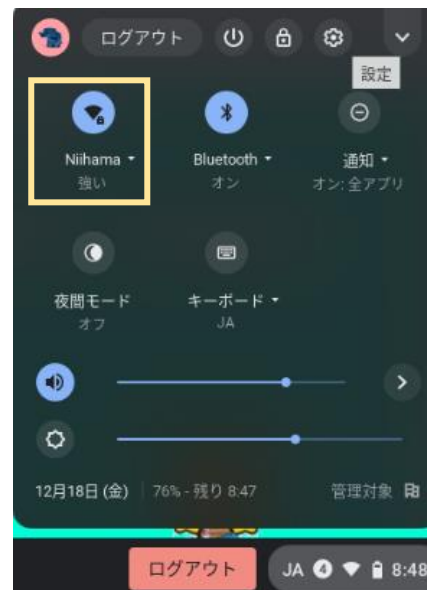 ログアウト
設定
Niihama
強い
Bluetooth
オン
通知
オン: 全アプリ
夜間モード
オフ
キーボード
JA
12月18日 (金) 76% - 残り 8:47 管理対象
ログアウト
JA 4 8:48